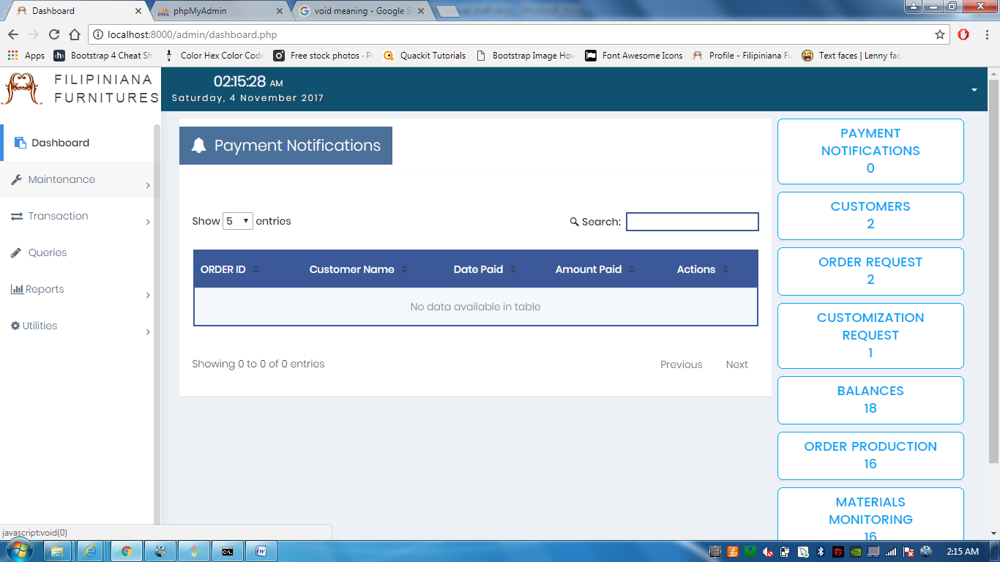 Dashboard
phpMyAdmin
void meaning - Google S
localhost:8000/admin/dashboard.php
Apps
Bootstrap 4 Cheat Sh
Color Hex Color Code
Free stock photos · Pe
Quackit Tutorials
Bootstrap Image Hov
Font Awesome Icons
Profile - Filipiniana Fu
Text faces | Lenny fac
FILIPINIANA
FURNITURES
02:15:28 AM
Saturday, 4 November 2017
Dashboard
Maintenance
Transaction
Queries
Reports
Utilities
Payment Notifications
Show 5 entries
Search:
ORDER ID Customer Name Date Paid Amount Paid Actions
No data available in table
Showing 0 to 0 of 0 entries
Previous Next
PAYMENT
NOTIFICATIONS
0
CUSTOMERS
2
ORDER REQUEST
2
CUSTOMIZATION
REQUEST
1
BALANCES
18
ORDER PRODUCTION
16
MATERIALS
MONITORING
16
javascript:void(0)
2:15 AM